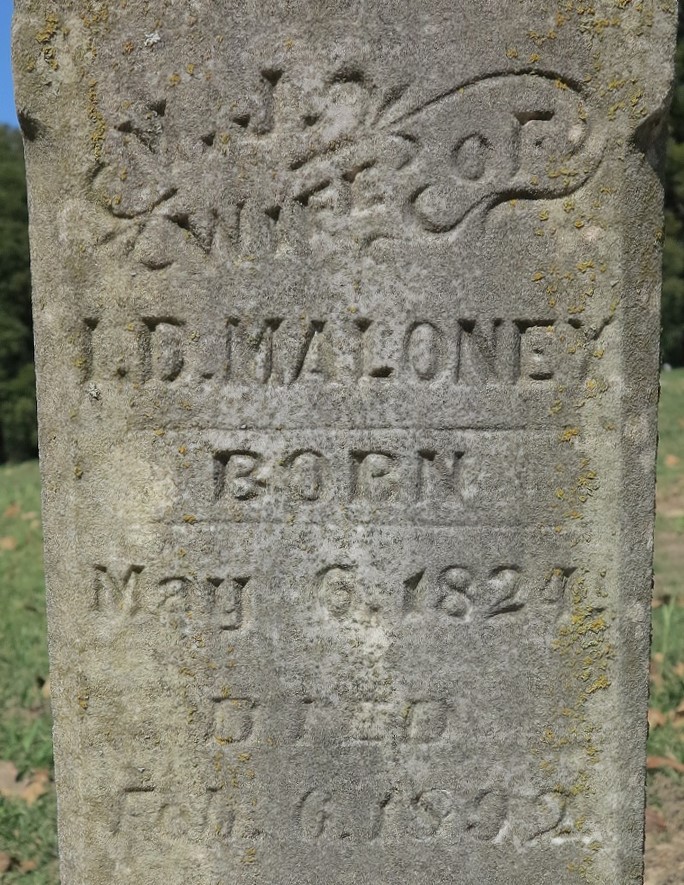 N. J.
WIFE OF
I.D. MALONEY
BORN
May 6. 1824.
DIED
Feb. 6. 1892.